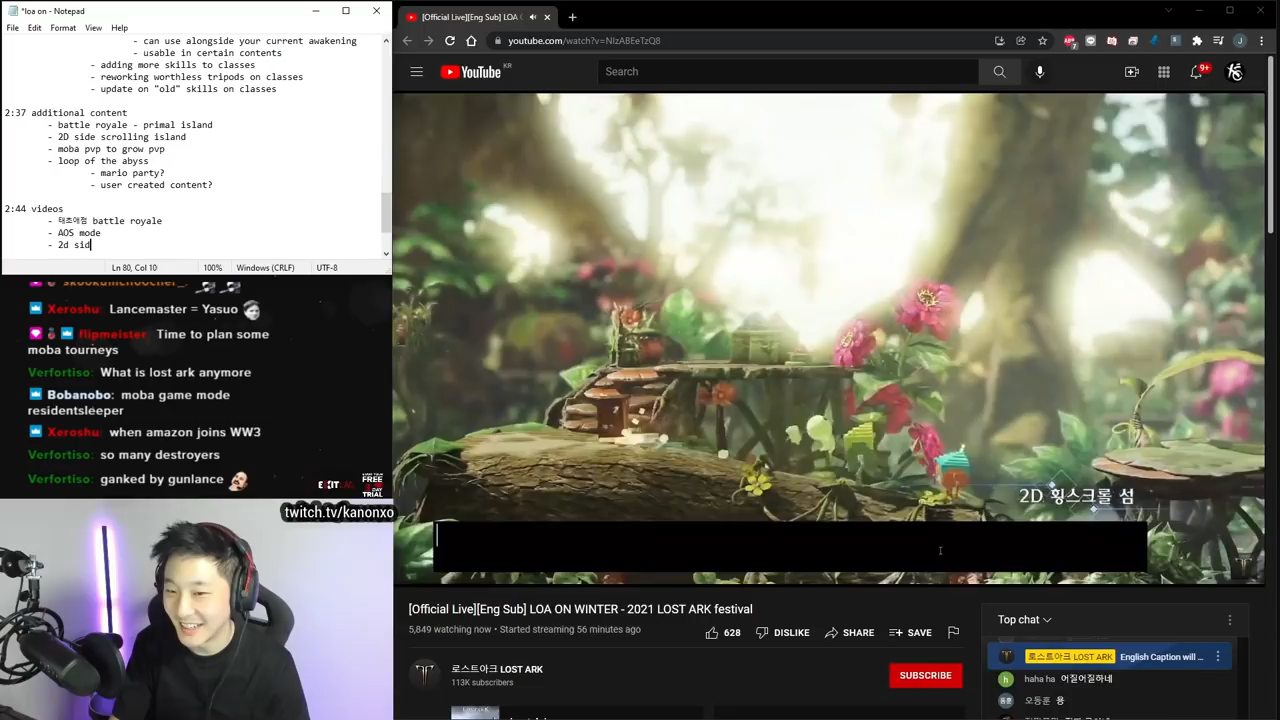 *loa on - Notepad
File Edit Format View Help
- can use alongside your current awakening
- usable in certain contents
- adding more skills to classes
- reworking worthless tripods on classes
- update on "old" skills on classes
2:37 additional content
- battle royale - primal island
- 2D side scrolling island
- moba pvp to grow pvp
- loop of the abyss
- mario party?
- user created content?
2:44 videos
- 태초애점 battle royale
- AOS mode
- 2d sid
Ln 80, Col 10 100% Windows (CRLF) UTF-8
Xeroshu: Lancemaster = Yasuo
flipmeister: Time to plan some
moba tourneys
Verfortiso: What is lost ark anymore
Bobanobo: moba game mode
residentsleeper
Xeroshu: when amazon joins WW3
Verfortiso: so many destroyers
Verfortiso: ganked by gunlance
EXITLAG
FREE
DAY
TRIAL
twitch.tv/kanonxo
[Official Live][Eng Sub] LOA O
youtube.com/watch?v=NIzABEeTzQ8
YouTube KR
Search
9+
2D 횡스크롤 섬
[Official Live][Eng Sub] LOA ON WINTER - 2021 LOST ARK festival
5,849 watching now • Started streaming 56 minutes ago
628 DISLIKE SHARE SAVE
로스트아크 LOST ARK
113K subscribers
SUBSCRIBE
Top chat
로스트아크 LOST ARK English Caption will ...
haha ha 어질어질하네
오동훈 용